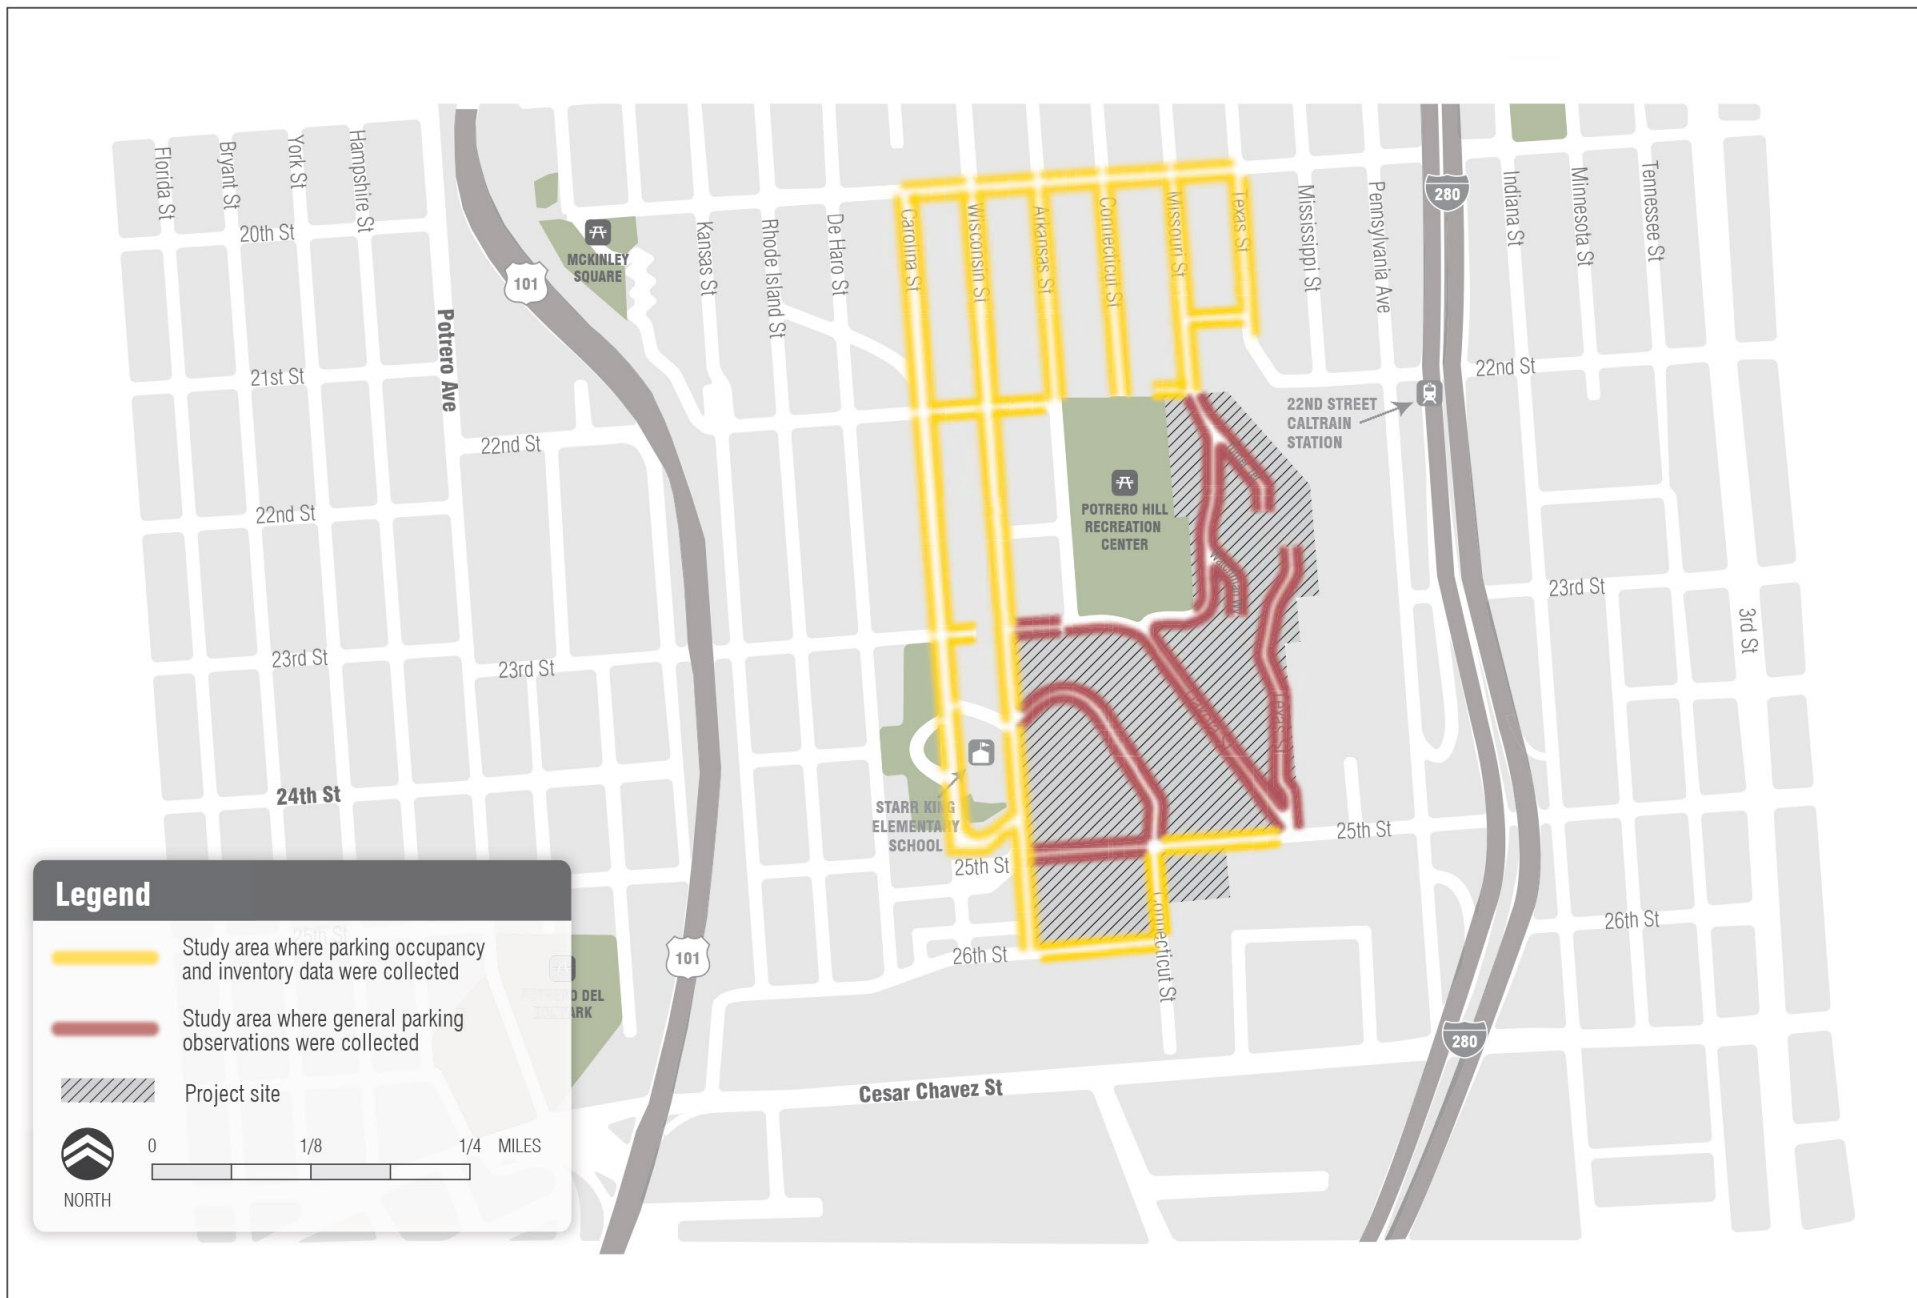 Florida St
Bryant St
York St
Hampshire St
20th St
21st St
22nd St
22nd St
23rd St
23rd St
24th St
Potrero Ave
101
MCKINLEY
SQUARE
Kansas St
Rhode Island St
De Haro St
Carolina St
Wisconsin St
Arkansas St
Connecticut St
Missouri St
Texas St
Mississippi St
Pennsylvania Ave
280
Indiana St
Minnesota St
Tennessee St
22nd St
22ND STREET
CALTRAIN
STATION
POTRERO HILL
RECREATION
CENTER
23rd St
3rd St
Texas St
STARR KING
ELEMENTARY
SCHOOL
25th St
25th St
26th St
26th St
Connecticut St
101
280
Cesar Chavez St
25th St
Legend
Study area where parking occupancy
and inventory data were collected
Study area where general parking
observations were collected
Project site
0 1/8 1/4 MILES
NORTH